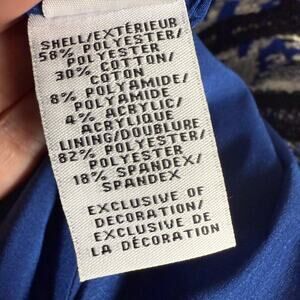 SHELL/EXTÉRIEUR
58% POLYESTER/
POLYESTER
30% COTTON/
COTON
8% POLYAMIDE/
POLYAMIDE
4% ACRYLIC/
ACRYLIQUE
LINING/DOUBLURE
82% POLYESTER/
POLYESTER
18% SPANDEX/
SPANDEX
EXCLUSIVE OF
DECORATION/
EXCLUSIVE DE
LA DÉCORATION